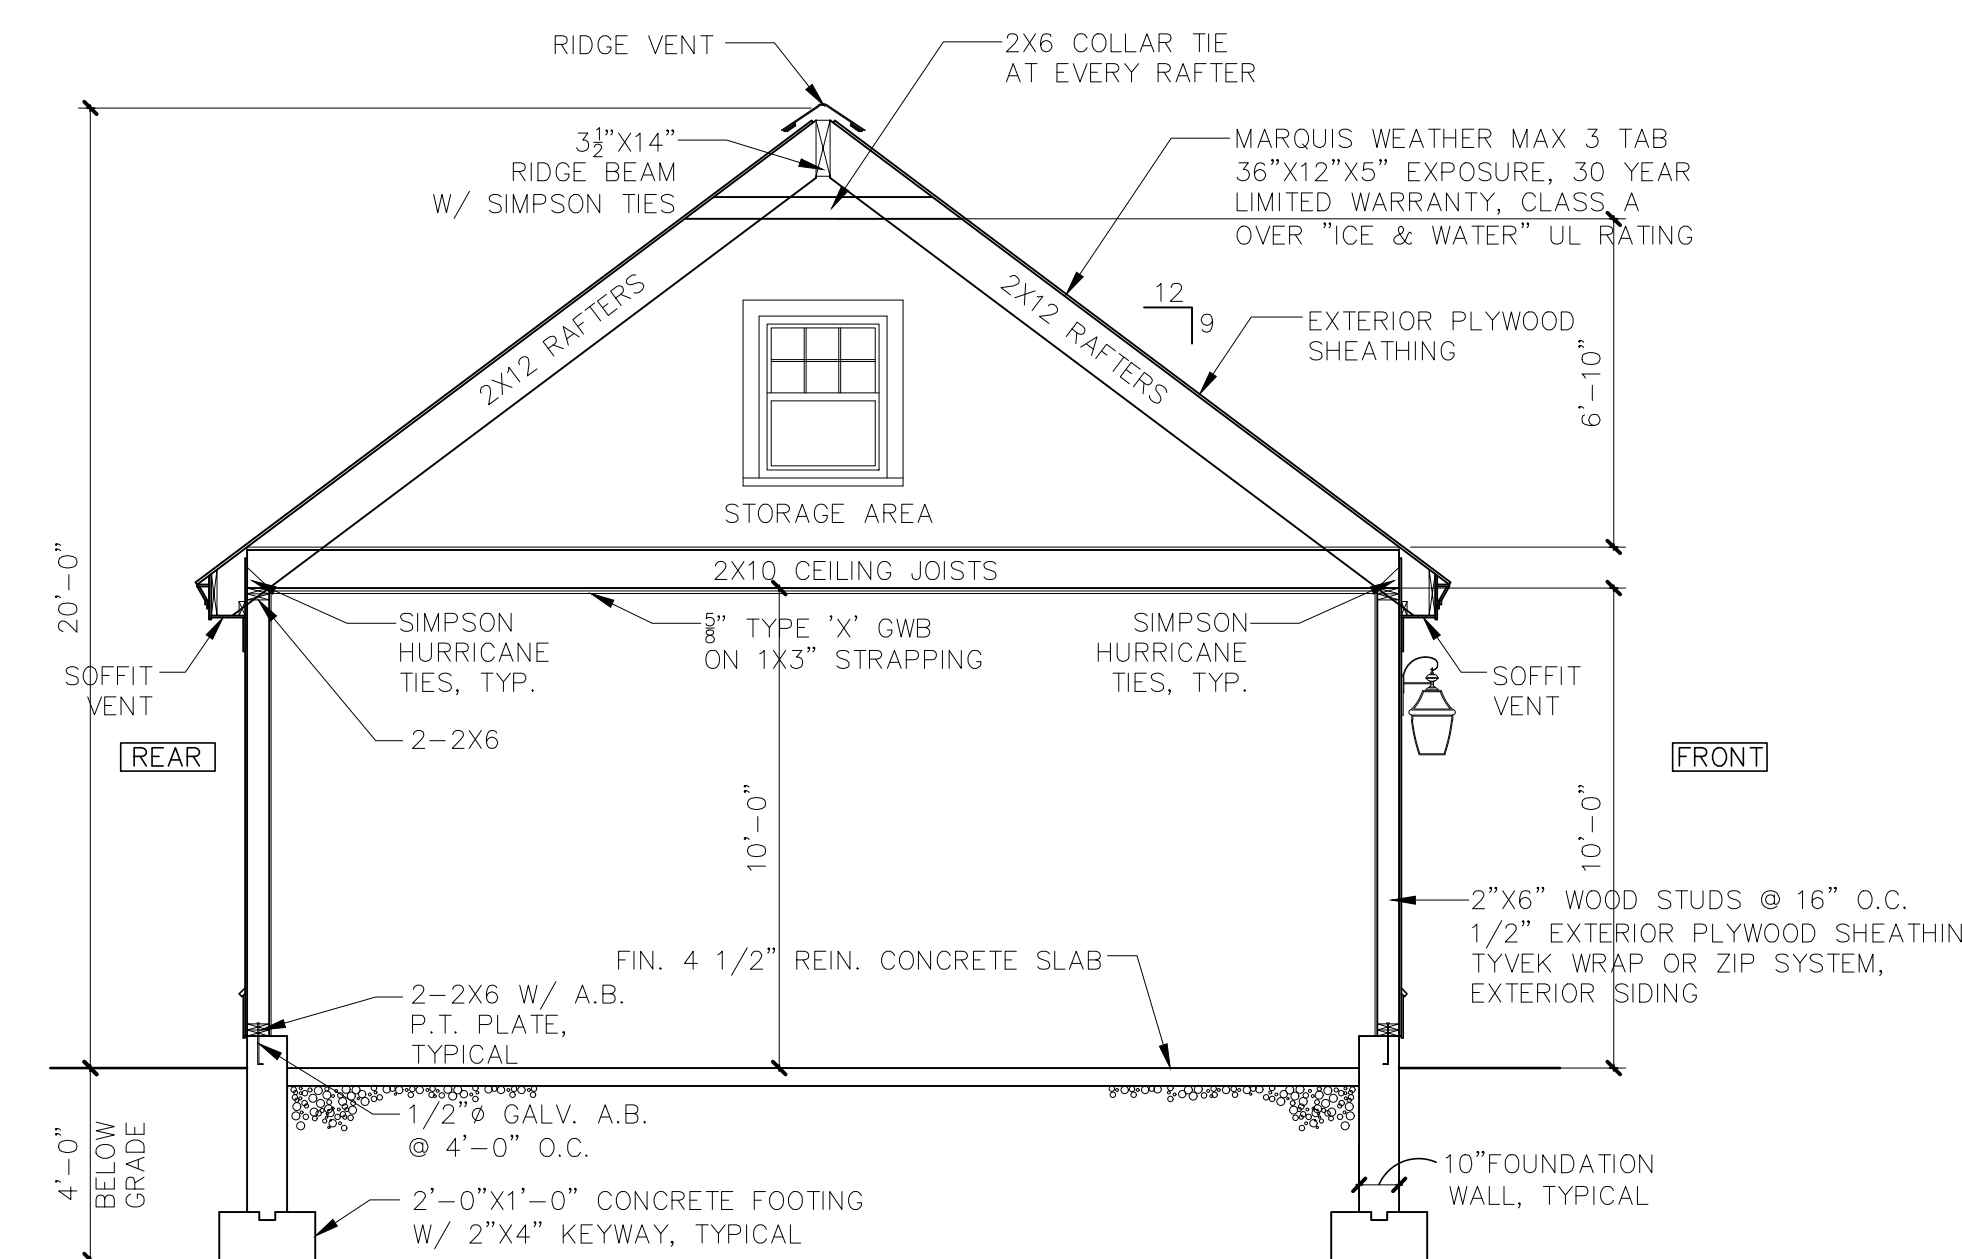 RIDGE VENT
2X6 COLLAR TIE
AT EVERY RAFTER
3½”X14”
RIDGE BEAM
W/ SIMPSON TIES
MARQUIS WEATHER MAX 3 TAB
36”X12”X5” EXPOSURE, 30 YEAR
LIMITED WARRANTY, CLASS A
OVER ”ICE & WATER” UL RATING
2X12 RAFTERS
2X12 RAFTERS
12
9
EXTERIOR PLYWOOD
SHEATHING
6’–10”
STORAGE AREA
20’–0”
2X10 CEILING JOISTS
SIMPSON
HURRICANE
TIES, TYP.
⅝” TYPE ’X’ GWB
ON 1X3” STRAPPING
SIMPSON
HURRICANE
TIES, TYP.
SOFFIT
VENT
SOFFIT
VENT
2–2X6
REAR
FRONT
10’–0”
10’–0”
2”X6” WOOD STUDS @ 16” O.C.
1/2” EXTERIOR PLYWOOD SHEATHIN
TYVEK WRAP OR ZIP SYSTEM,
EXTERIOR SIDING
FIN. 4 1/2” REIN. CONCRETE SLAB
2–2X6 W/ A.B.
P.T. PLATE,
TYPICAL
1/2”ø GALV. A.B.
@ 4’–0” O.C.
4’–0”
BELOW
GRADE
10”FOUNDATION
WALL, TYPICAL
2’–0”X1’–0” CONCRETE FOOTING
W/ 2”X4” KEYWAY, TYPICAL